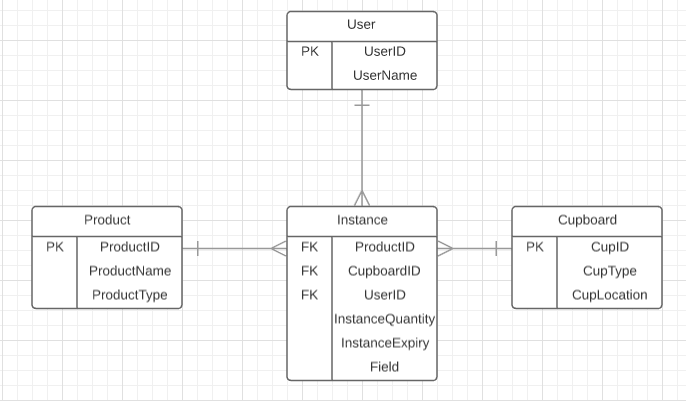 User
PK UserID
UserName
Product
PK ProductID
ProductName
ProductType
Instance
FK ProductID
FK CupboardID
FK UserID
InstanceQuantity
InstanceExpiry
Field
Cupboard
PK CupID
CupType
CupLocation